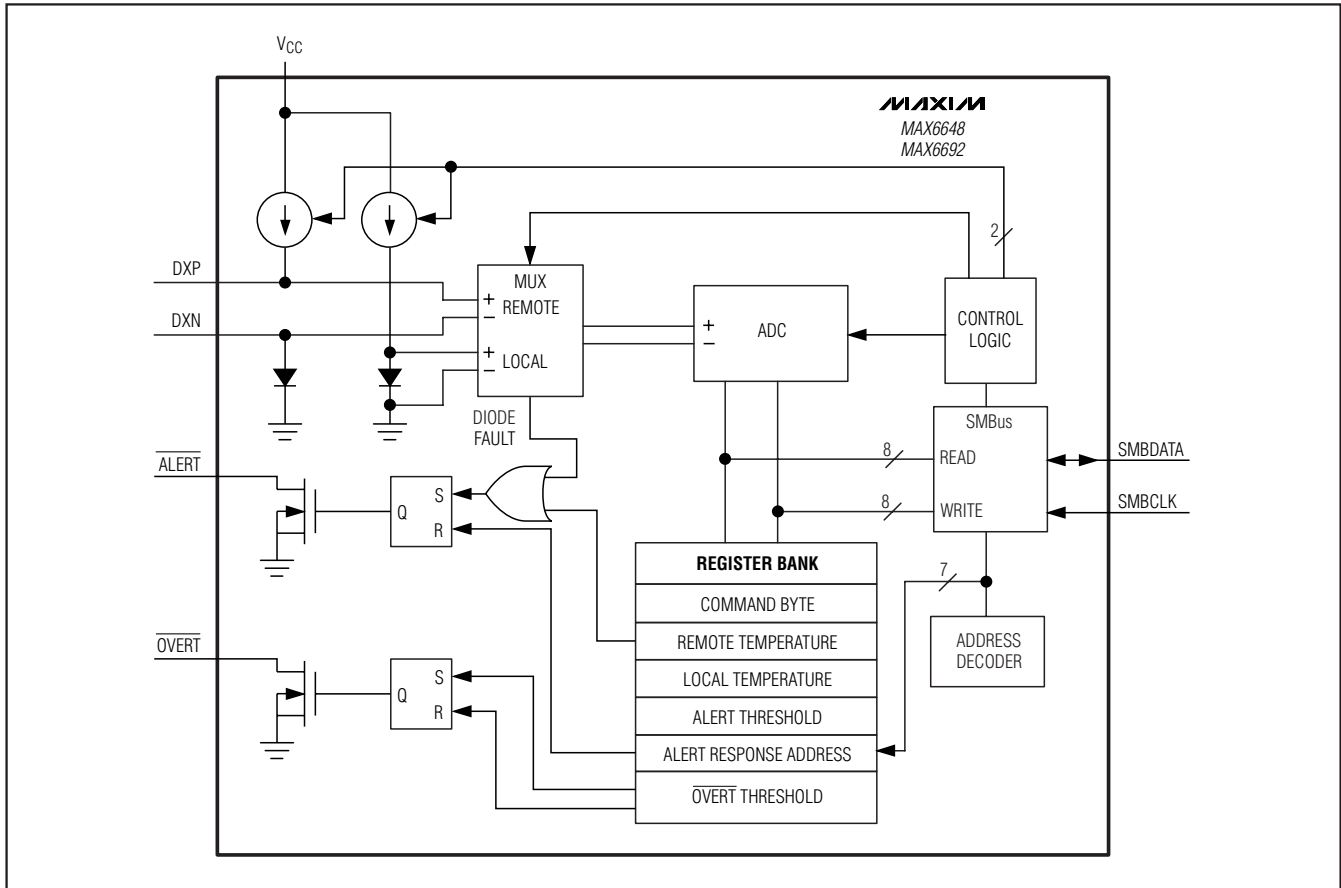 VCC
MAXIM
MAX6648
MAX6692
2
DXP
MUX
+
REMOTE
−
DXN
+
LOCAL
−
+
ADC
−
CONTROL
LOGIC
DIODE
FAULT
SMBus
8
READ
SMBDATA
8
WRITE
SMBCLK
ALERT
S
Q
R
7
ADDRESS
DECODER
REGISTER BANK
COMMAND BYTE
REMOTE TEMPERATURE
LOCAL TEMPERATURE
ALERT THRESHOLD
ALERT RESPONSE ADDRESS
OVERT THRESHOLD
OVERT
S
Q
R